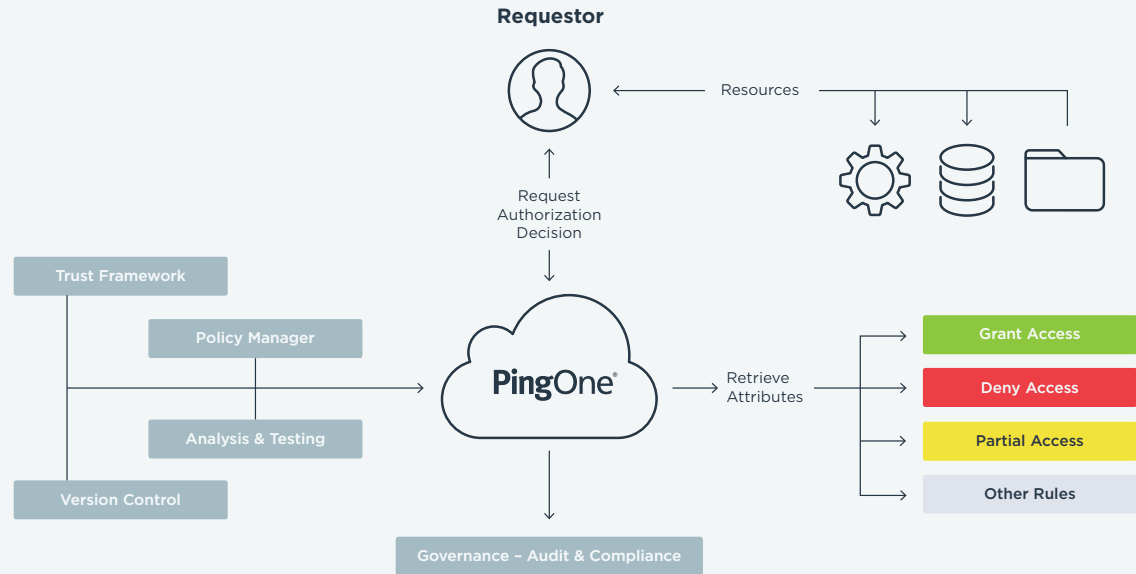 Requestor
Resources
Request
Authorization
Decision
Trust Framework
Policy Manager
Analysis & Testing
Version Control
PingOne®
Retrieve
Attributes
Grant Access
Deny Access
Partial Access
Other Rules
Governance – Audit & Compliance